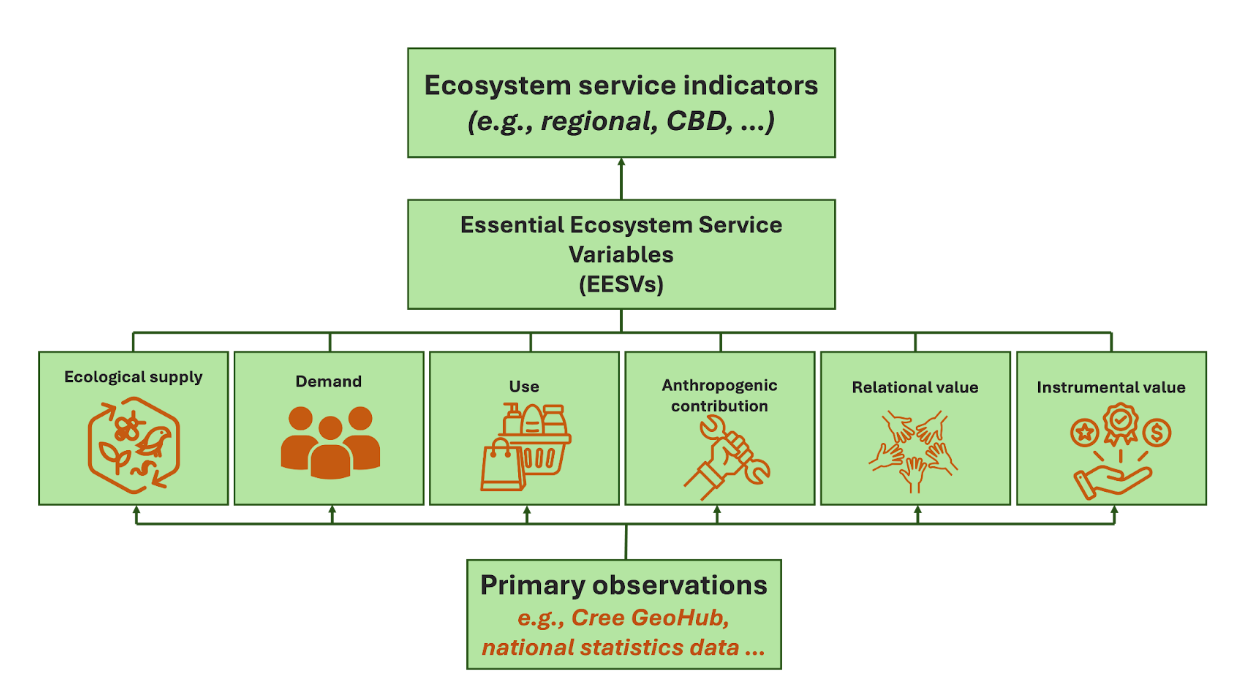 Ecosystem service indicators
(e.g., regional, CBD, ...)
Essential Ecosystem Service
Variables
(EESVs)
Ecological supply
Demand
Use
Anthropogenic
contribution
Relational value
Instrumental value
$
Primary observations
e.g., Cree GeoHub,
national statistics data ...